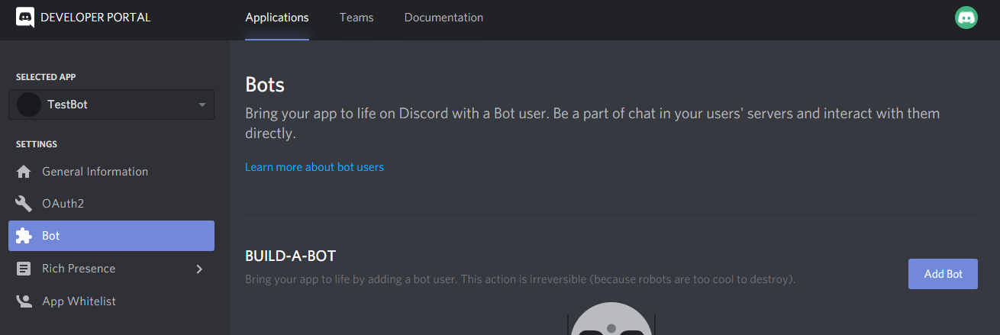 DEVELOPER PORTAL
Applications
Teams
Documentation
SELECTED APP
TestBot
SETTINGS
General Information
OAuth2
Bot
Rich Presence
App Whitelist
Bots
Bring your app to life on Discord with a Bot user. Be a part of chat in your users' servers and interact with them
directly.
Learn more about bot users
BUILD-A-BOT
Bring your app to life by adding a bot user. This action is irreversible (because robots are too cool to destroy).
Add Bot